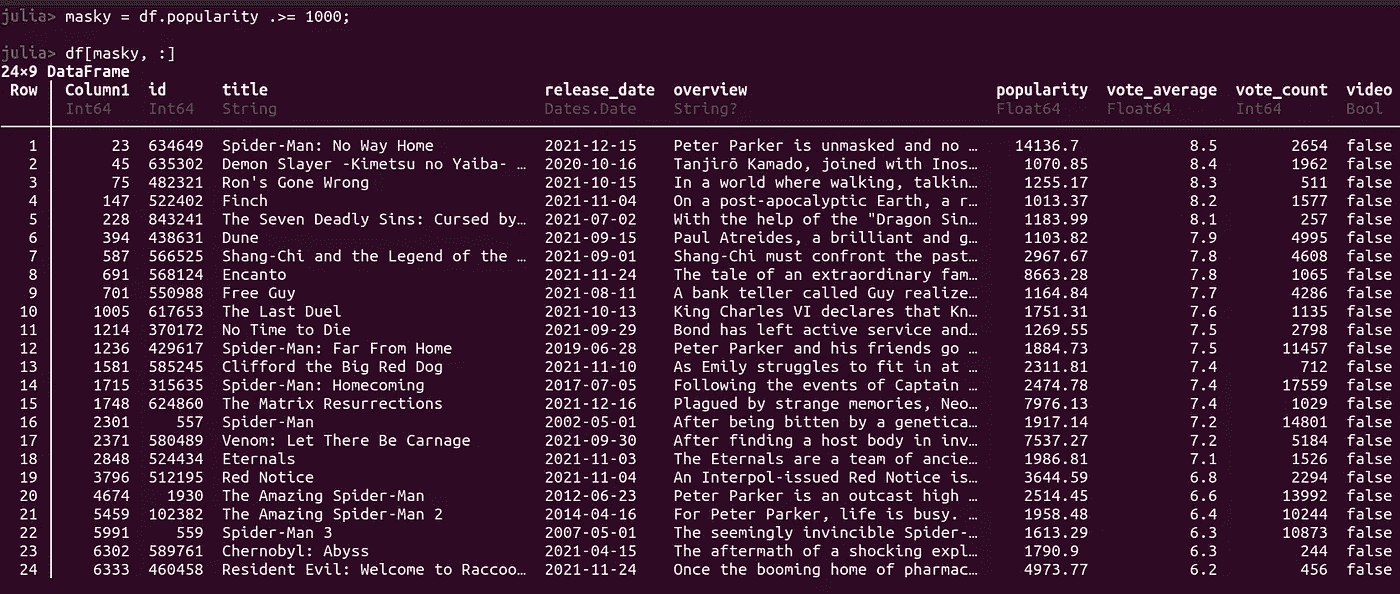 julia> masky = df.popularity .>= 1000;
julia> df[masky, :]
24×9 DataFrame
Row Column1 id title release_date overview popularity vote_average vote_count video
Int64 Int64 String Dates.Date String? Float64 Float64 Int64 Bool
1 23 634649 Spider-Man: No Way Home 2021-12-15 Peter Parker is unmasked and no … 14136.7 8.5 2654 false
2 45 635302 Demon Slayer -Kimetsu no Yaiba- … 2020-10-16 Tanjirō Kamado, joined with Inos… 1070.85 8.4 1962 false
3 75 482321 Ron's Gone Wrong 2021-10-15 In a world where walking, talkin… 1255.17 8.3 511 false
4 147 522402 Finch 2021-11-04 On a post-apocalyptic Earth, a r… 1013.37 8.2 1577 false
5 228 843241 The Seven Deadly Sins: Cursed by… 2021-07-02 With the help of the "Dragon Sin… 1183.99 8.1 257 false
6 394 438631 Dune 2021-09-15 Paul Atreides, a brilliant and g… 1103.82 7.9 4995 false
7 587 566525 Shang-Chi and the Legend of the … 2021-09-01 Shang-Chi must confront the past… 2967.67 7.8 4608 false
8 691 568124 Encanto 2021-11-24 The tale of an extraordinary fam… 8663.28 7.8 1065 false
9 701 550988 Free Guy 2021-08-11 A bank teller called Guy realize… 1164.84 7.7 4286 false
10 1005 617653 The Last Duel 2021-10-13 King Charles VI declares that Kn… 1751.31 7.6 1135 false
11 1214 370172 No Time to Die 2021-09-29 Bond has left active service and… 1269.55 7.5 2798 false
12 1236 429617 Spider-Man: Far From Home 2019-06-28 Peter Parker and his friends go … 1884.73 7.5 11457 false
13 1581 585245 Clifford the Big Red Dog 2021-11-10 As Emily struggles to fit in at … 2311.81 7.4 712 false
14 1715 315635 Spider-Man: Homecoming 2017-07-05 Following the events of Captain … 2474.78 7.4 17559 false
15 1748 624860 The Matrix Resurrections 2021-12-16 Plagued by strange memories, Neo… 7976.13 7.4 1029 false
16 2301 557 Spider-Man 2002-05-01 After being bitten by a genetica… 1917.14 7.2 14801 false
17 2371 580489 Venom: Let There Be Carnage 2021-09-30 After finding a host body in inv… 7537.27 7.2 5184 false
18 2848 524434 Eternals 2021-11-03 The Eternals are a team of ancie… 1986.81 7.1 1526 false
19 3796 512195 Red Notice 2021-11-04 An Interpol-issued Red Notice is… 3644.59 6.8 2294 false
20 4674 1930 The Amazing Spider-Man 2012-06-23 Peter Parker is an outcast high … 2514.45 6.6 13992 false
21 5459 102382 The Amazing Spider-Man 2 2014-04-16 For Peter Parker, life is busy. … 1958.48 6.4 10244 false
22 5991 559 Spider-Man 3 2007-05-01 The seemingly invincible Spider-… 1613.29 6.3 10873 false
23 6302 589761 Chernobyl: Abyss 2021-04-15 The aftermath of a shocking expl… 1790.9 6.3 244 false
24 6333 460458 Resident Evil: Welcome to Raccoo… 2021-11-24 Once the booming home of pharmac… 4973.77 6.2 456 false